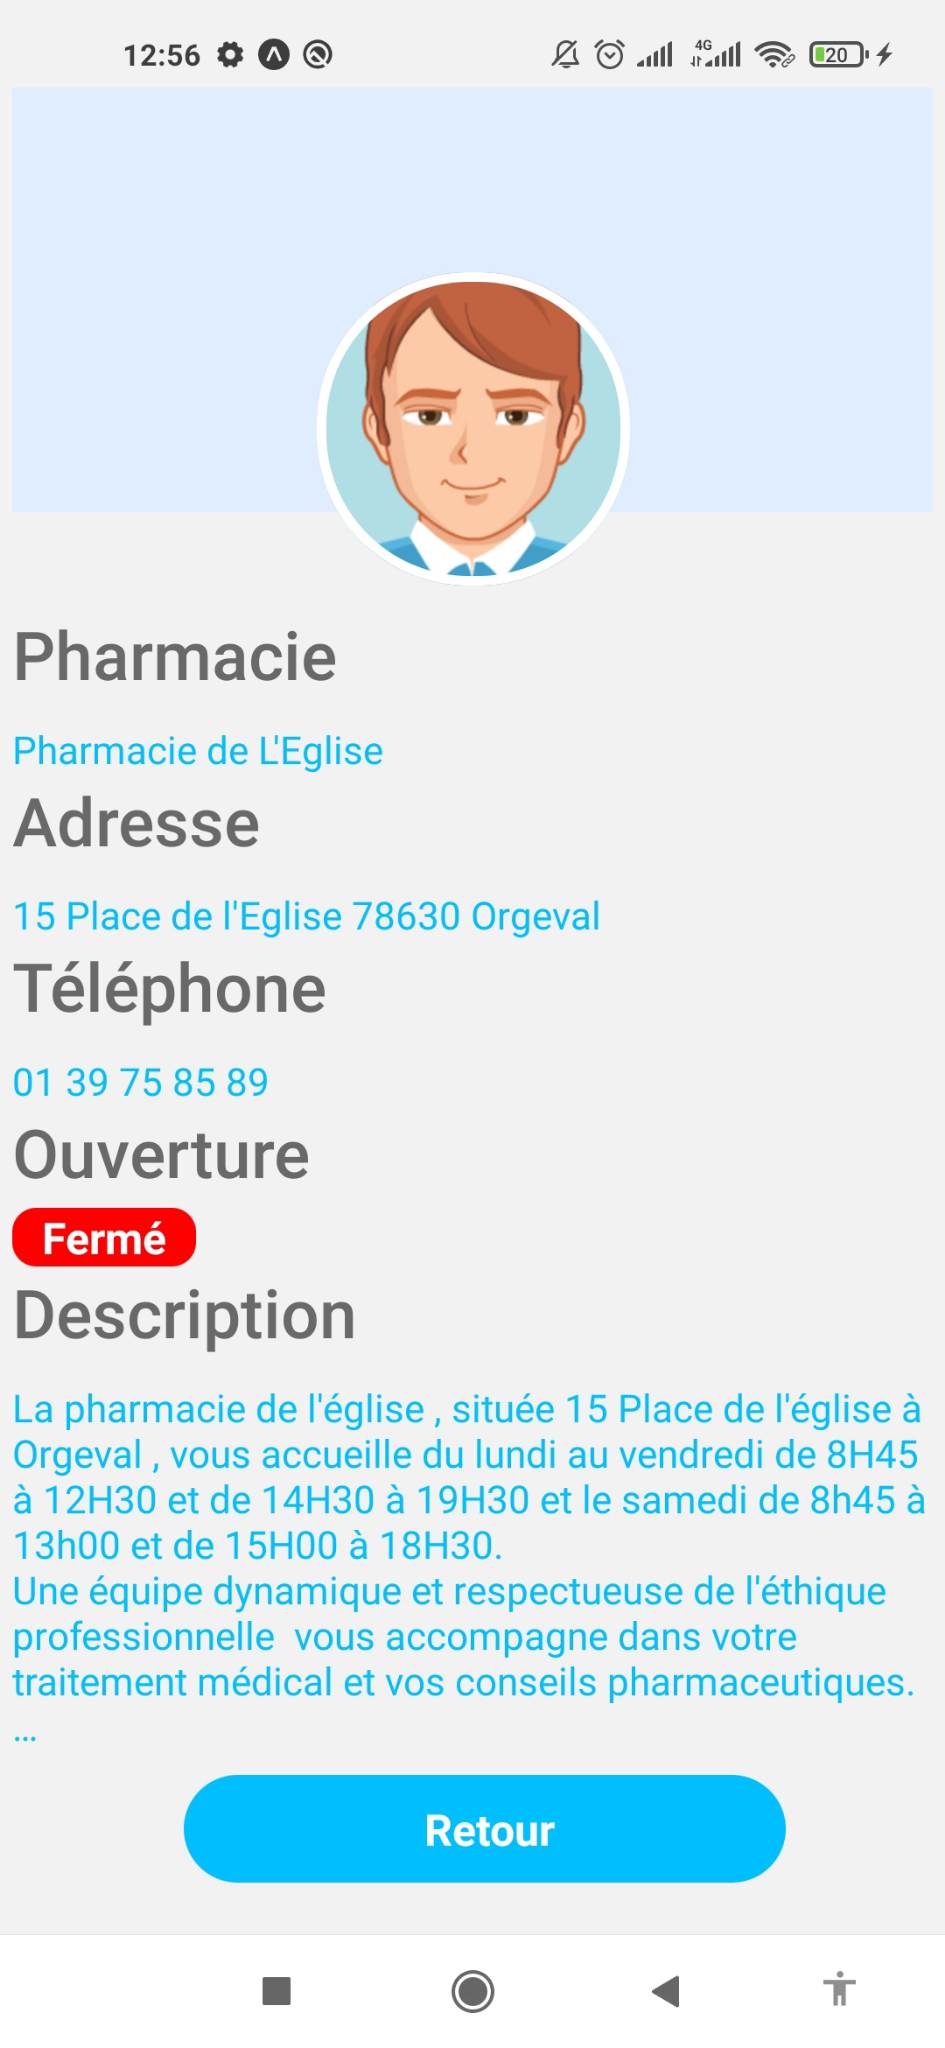 12:56
4G
20
Pharmacie
Pharmacie de L'Eglise
Adresse
15 Place de l'Eglise 78630 Orgeval
Téléphone
01 39 75 85 89
Ouverture
Fermé
Description
La pharmacie de l'église , située 15 Place de l'église à
Orgeval , vous accueille du lundi au vendredi de 8H45
à 12H30 et de 14H30 à 19H30 et le samedi de 8h45 à
13h00 et de 15H00 à 18H30.
Une équipe dynamique et respectueuse de l'éthique
professionnelle  vous accompagne dans votre
traitement médical et vos conseils pharmaceutiques.
...
Retour